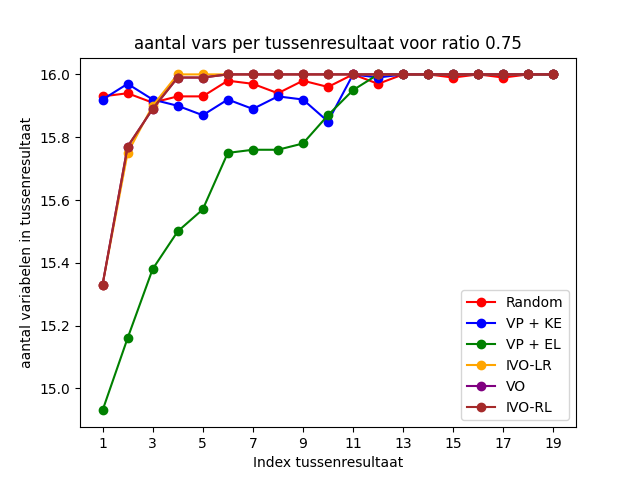 aantal vars per tussenresultaat voor ratio 0.75
aantal variabelen in tussenresultaat
16.0
15.8
15.6
15.4
15.2
15.0
Random
VP + KE
VP + EL
IVO-LR
VO
IVO-RL
1 3 5 7 9 11 13 15 17 19
Index tussenresultaat